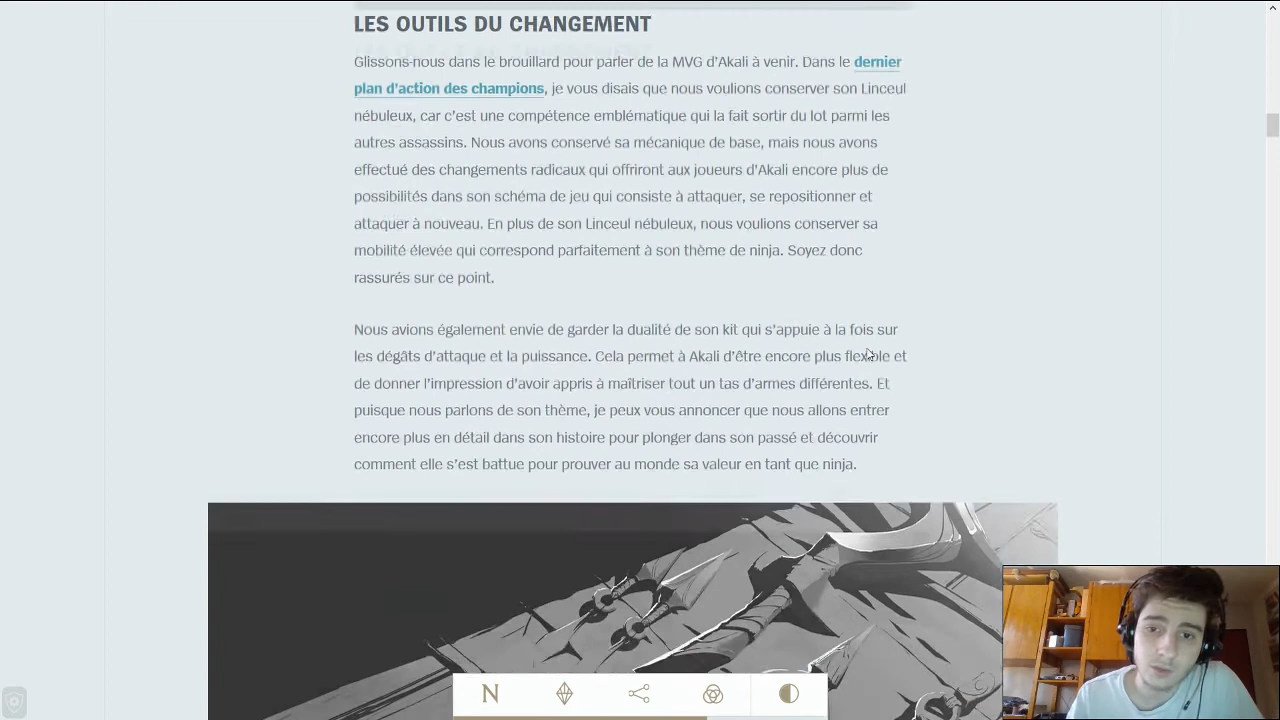 LES OUTILS DU CHANGEMENT
Glissons-nous dans le brouillard pour parler de la MVG d’Akali à venir. Dans le dernier
plan d’action des champions, je vous disais que nous voulions conserver son Linceul
nébuleux, car c’est une compétence emblématique qui la fait sortir du lot parmi les
autres assassins. Nous avons conservé sa mécanique de base, mais nous avons
effectué des changements radicaux qui offriront aux joueurs d’Akali encore plus de
possibilités dans son schéma de jeu qui consiste à attaquer, se repositionner et
attaquer à nouveau. En plus de son Linceul nébuleux, nous voulions conserver sa
mobilité élevée qui correspond parfaitement à son thème de ninja. Soyez donc
rassurés sur ce point.
Nous avions également envie de garder la dualité de son kit qui s’appuie à la fois sur
les dégâts d’attaque et la puissance. Cela permet à Akali d’être encore plus flexible et
de donner l’impression d’avoir appris à maîtriser tout un tas d’armes différentes. Et
puisque nous parlons de son thème, je peux vous annoncer que nous allons entrer
encore plus en détail dans son histoire pour plonger dans son passé et découvrir
comment elle s’est battue pour prouver au monde sa valeur en tant que ninja.
N